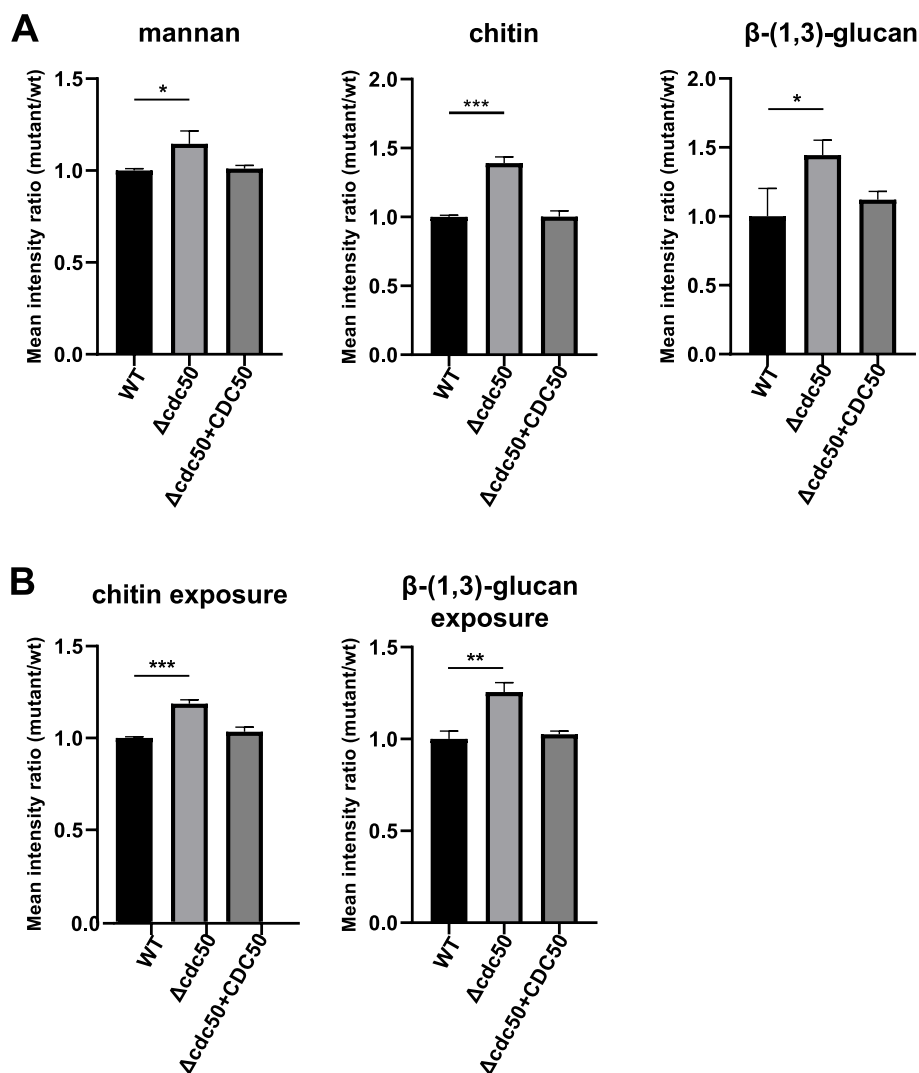 A
mannan
chitin
β-(1,3)-glucan
Mean intensity ratio (mutant/wt)
1.5
1.0
0.5
0.0
*
WT
Δcdc50
Δcdc50+CDC50
Mean intensity ratio (mutant/wt)
2.0
1.5
1.0
0.5
0.0
***
WT
Δcdc50
Δcdc50+CDC50
Mean intensity ratio (mutant/wt)
2.0
1.5
1.0
0.5
0.0
*
WT
Δcdc50
Δcdc50+CDC50
B
chitin exposure
β-(1,3)-glucan
exposure
Mean intensity ratio (mutant/wt)
1.5
1.0
0.5
0.0
***
WT
Δcdc50
Δcdc50+CDC50
Mean intensity ratio (mutant/wt)
1.5
1.0
0.5
0.0
**
WT
Δcdc50
Δcdc50+CDC50